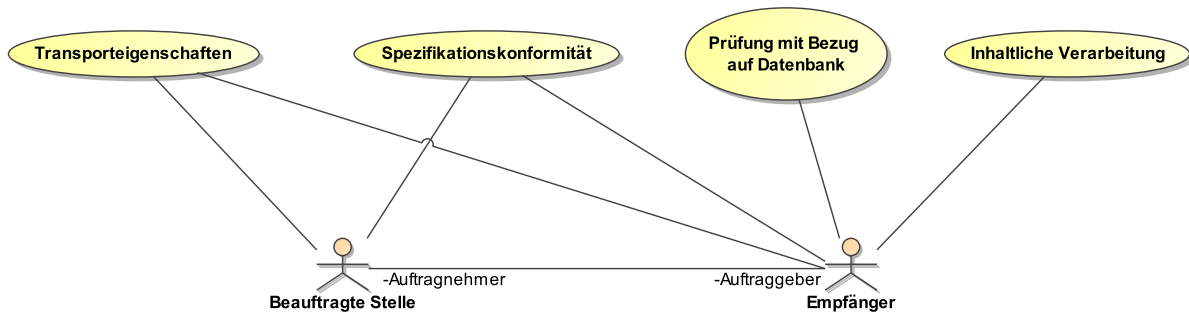 Transporteigenschaften
Spezifikationskonformität
Prüfung mit Bezug
auf Datenbank
Inhaltliche Verarbeitung
-Auftragnehmer
-Auftraggeber
Beauftragte Stelle
Empfänger